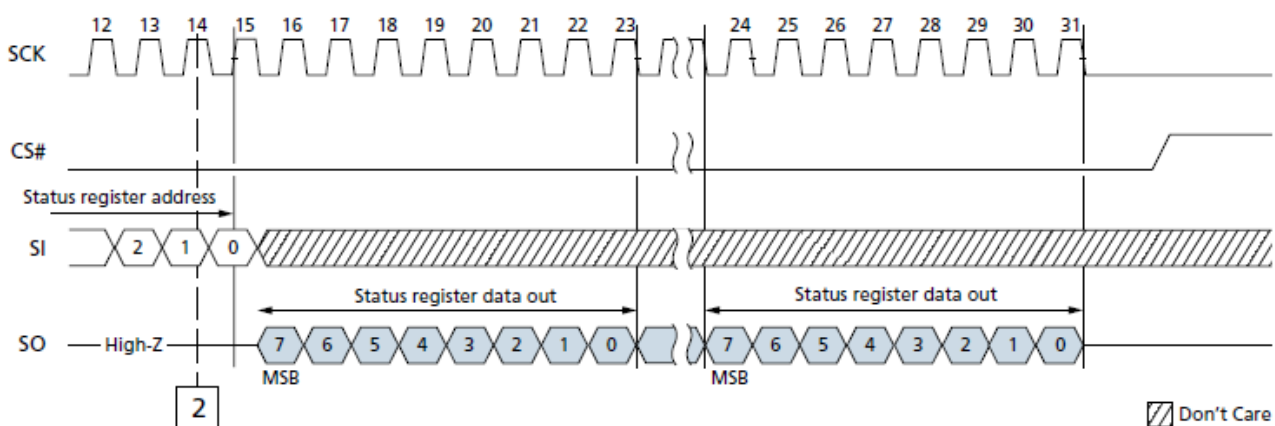 12 13 14 15 16 17 18 19 20 21 22 23 24 25 26 27 28 29 30 31
SCK
CS#
Status register address
SI 2 1 0
Status register data out Status register data out
SO High-Z 7 6 5 4 3 2 1 0 7 6 5 4 3 2 1 0
MSB MSB
2
Don't Care